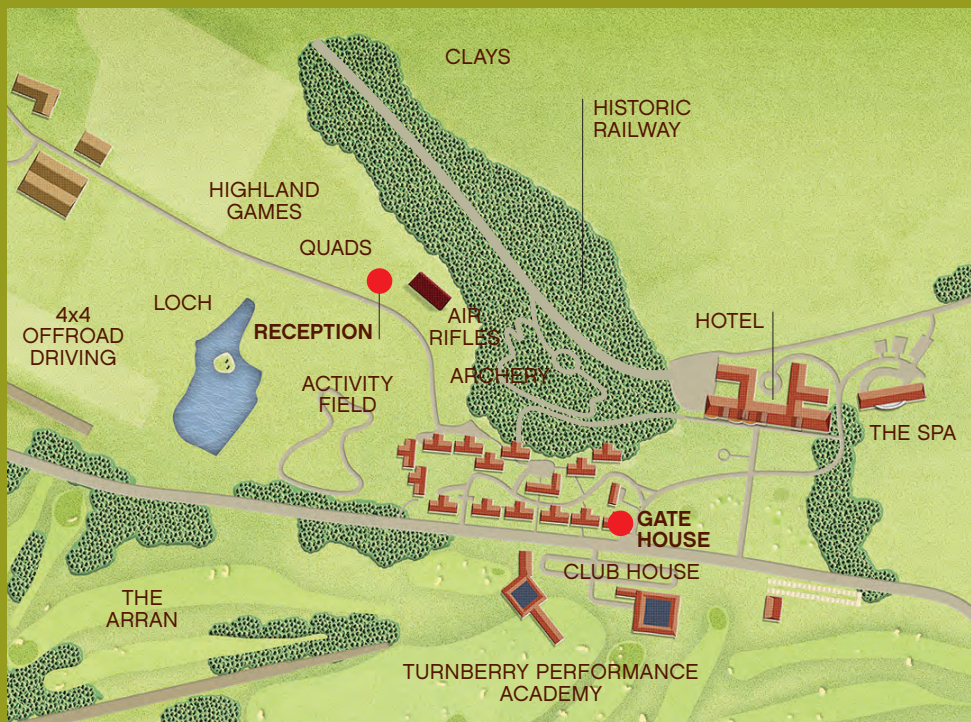 CLAYS
HISTORIC
RAILWAY
HIGHLAND
GAMES
QUADS
LOCH
4x4
OFFROAD
DRIVING
RECEPTION
AIR
RIFLES
HOTEL
ARCHERY
ACTIVITY
FIELD
THE SPA
GATE
HOUSE
CLUB HOUSE
THE
ARRAN
TURNBERRY PERFORMANCE
ACADEMY